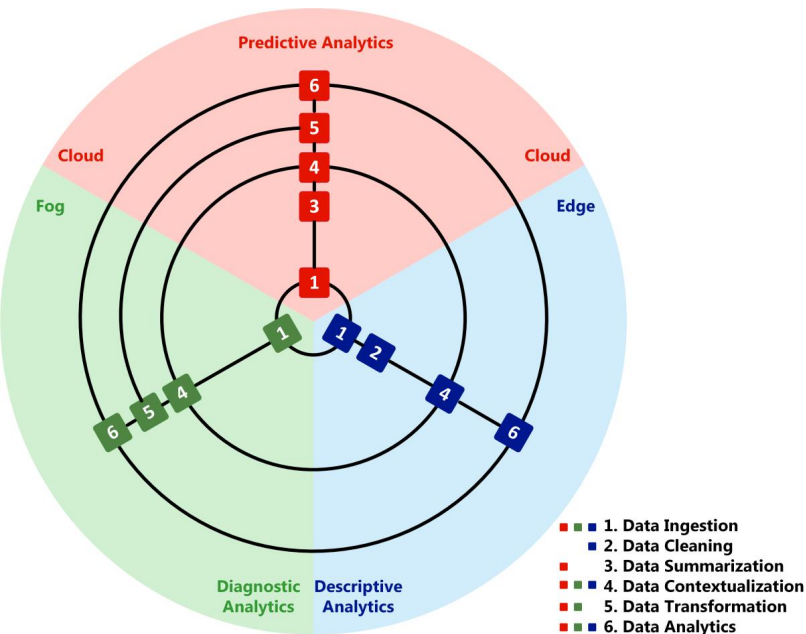 Predictive Analytics
6
5
Cloud
4
Cloud
Fog
3
Edge
1
1
1
2
4
5
4
6
6
1. Data Ingestion
2. Data Cleaning
3. Data Summarization
4. Data Contextualization
5. Data Transformation
6. Data Analytics
Diagnostic
Analytics
Descriptive
Analytics